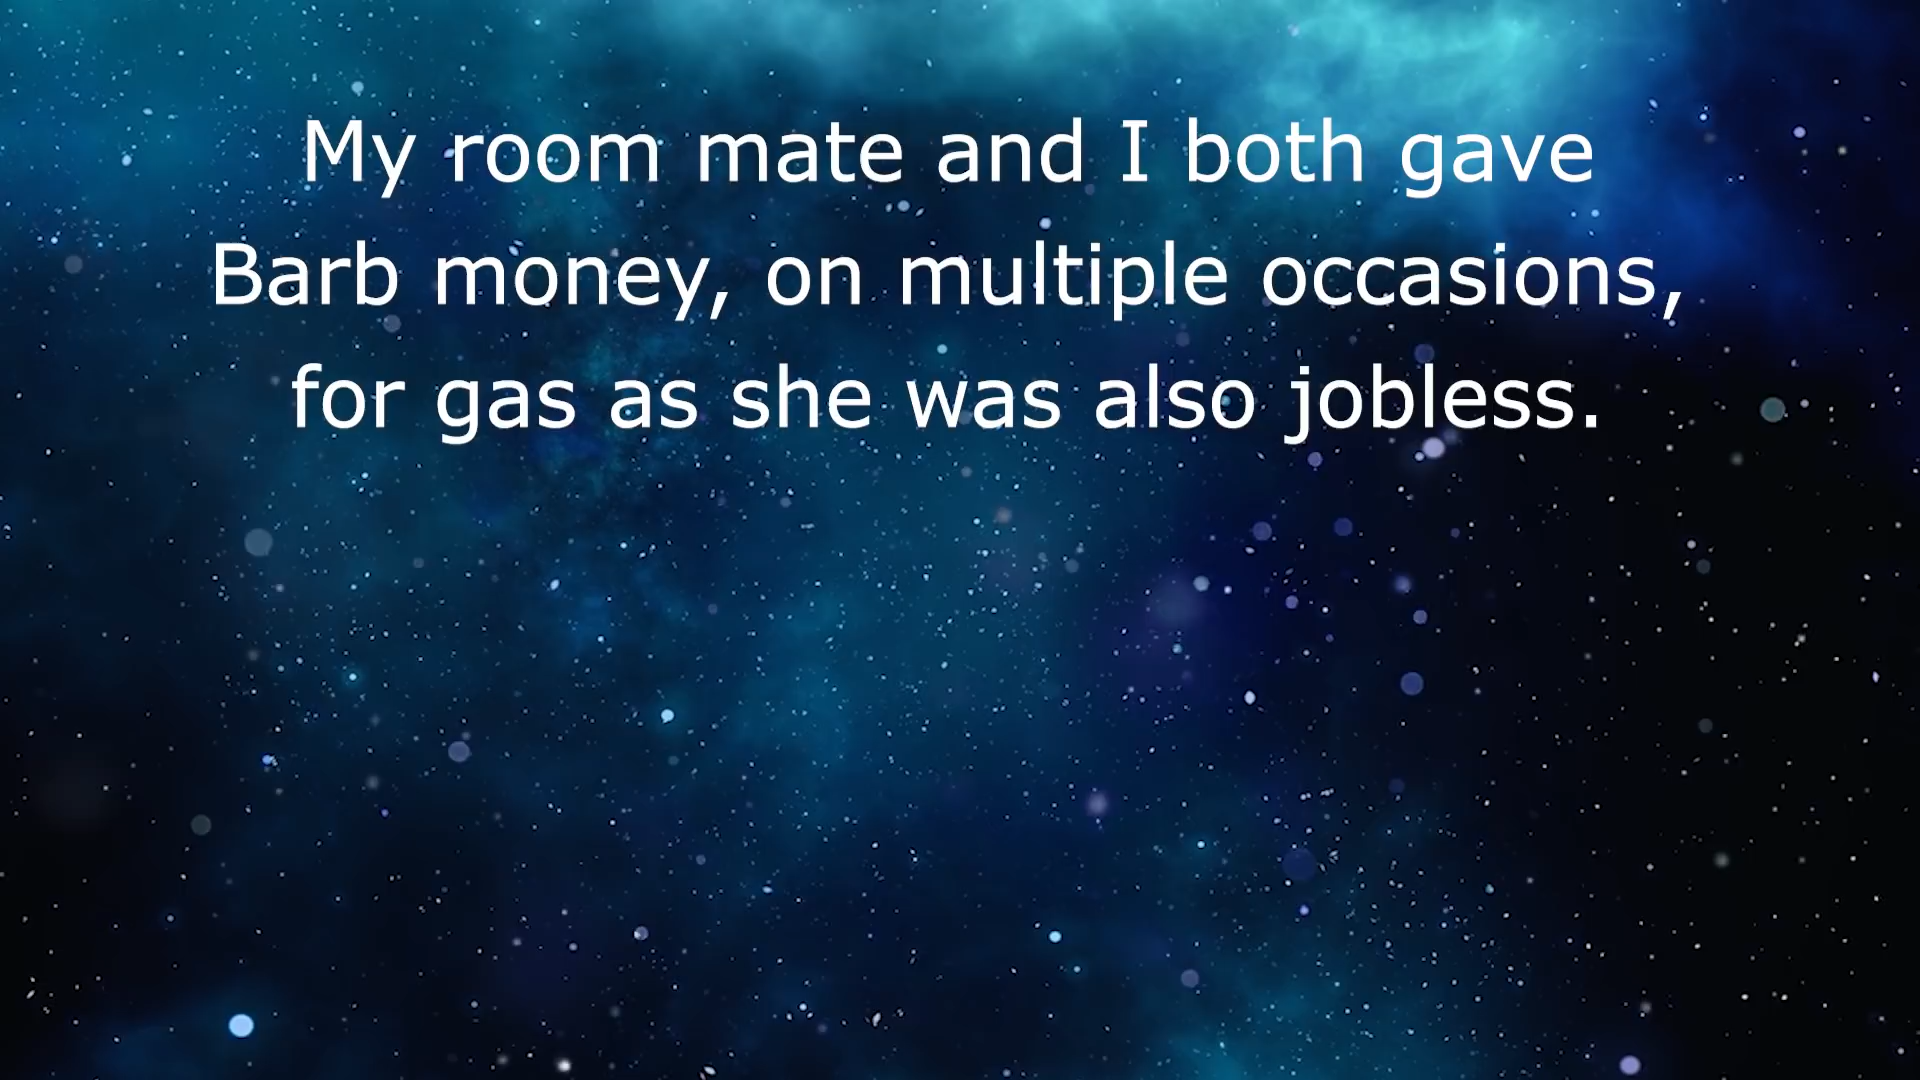 My room mate and I both gave
Barb money, on multiple occasions,
for gas as she was also jobless.